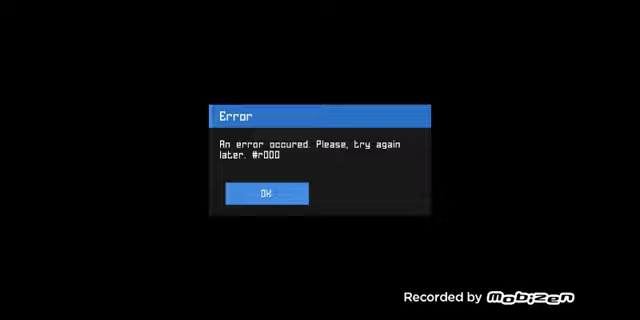 Error
An error occured. Please, try again
later. #r000
OK
Recorded by Mobizen